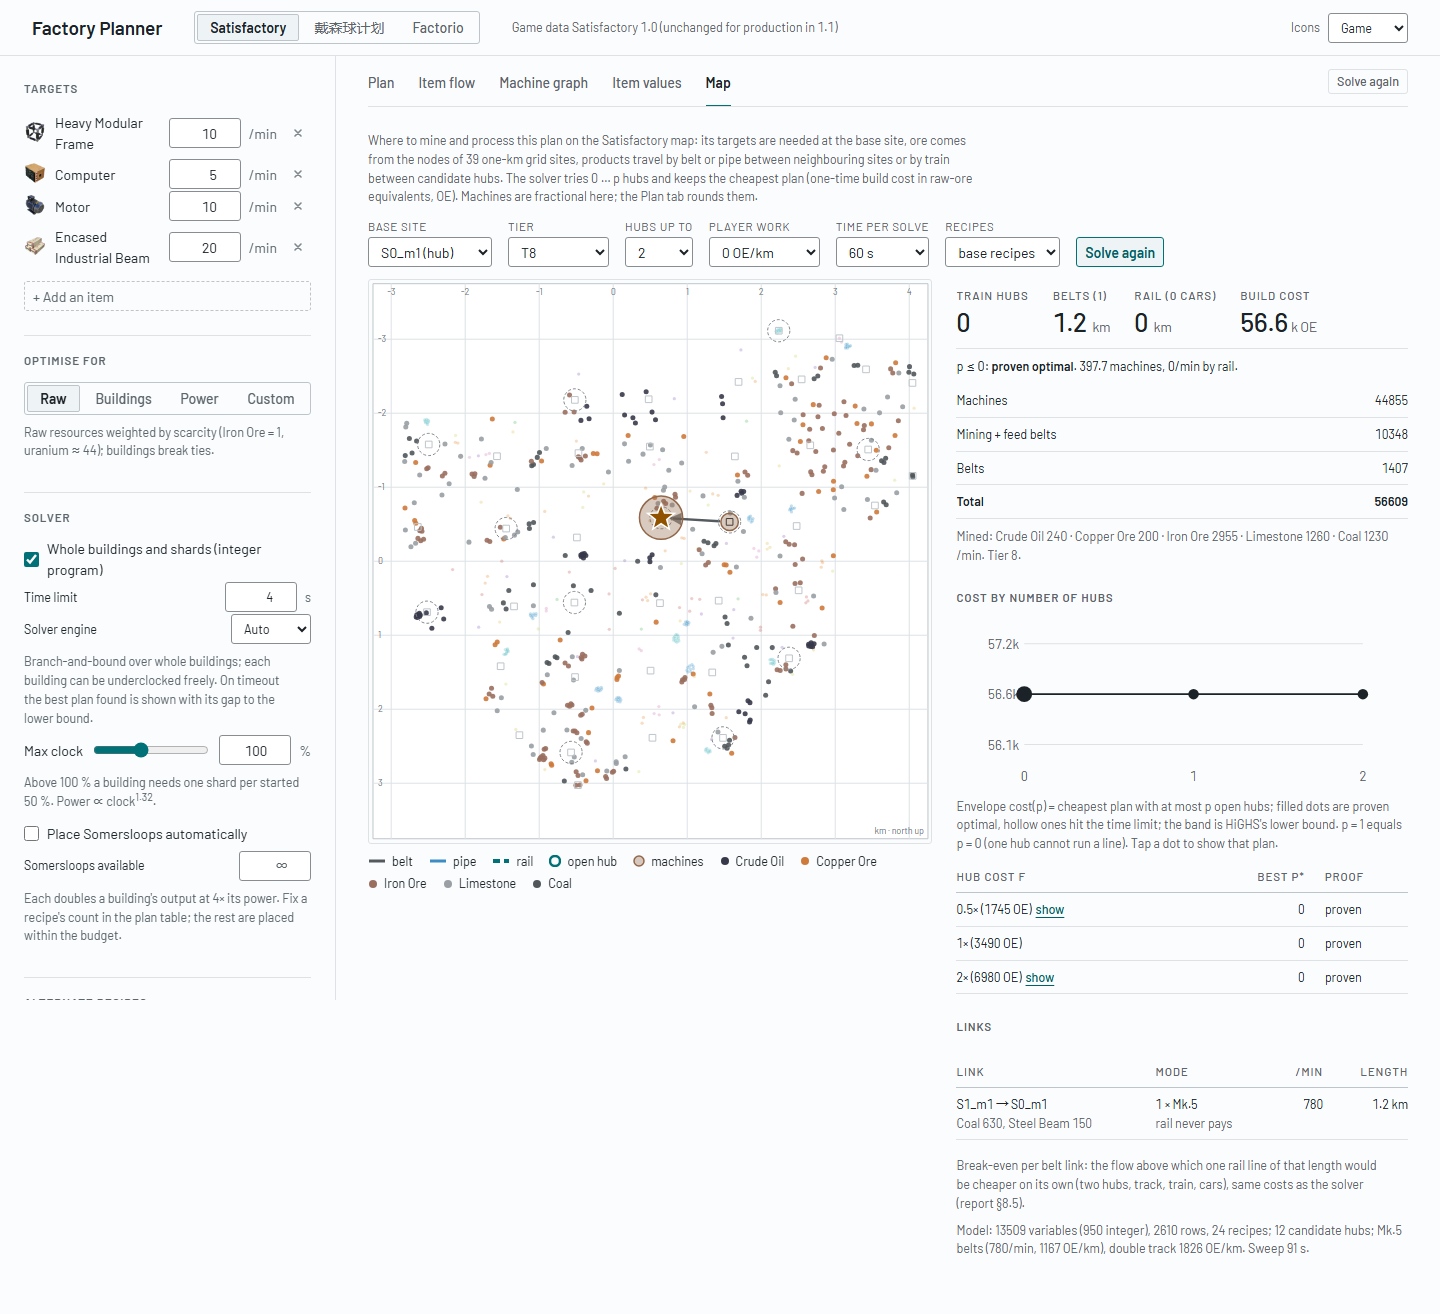 Factory Planner
Satisfactory
戴森球计划
Factorio
Game data Satisfactory 1.0 (unchanged for production in 1.1)
Icons
Game
TARGETS
Heavy Modular
Frame
10
/min
×
Computer
5
/min
×
Motor
10
/min
×
Encased
Industrial Beam
20
/min
×
+ Add an item
OPTIMISE FOR
Raw
Buildings
Power
Custom
Raw resources weighted by scarcity (Iron Ore = 1,
uranium ≈ 44); buildings break ties.
SOLVER
Whole buildings and shards (integer
program)
Time limit
4
s
Solver engine
Auto
Branch-and-bound over whole buildings; each
building can be underclocked freely. On timeout
the best plan found is shown with its gap to the
lower bound.
Max clock
100
%
Above 100 % a building needs one shard per started
50 %. Power ∝ clock1.32.
Place Somersloops automatically
Somersloops available
∞
Each doubles a building's output at 4× its power. Fix a
recipe's count in the plan table; the rest are placed
within the budget.
Plan
Item flow
Machine graph
Item values
Map
Solve again
Where to mine and process this plan on the Satisfactory map: its targets are needed at the base site, ore comes
from the nodes of 39 one-km grid sites, products travel by belt or pipe between neighbouring sites or by train
between candidate hubs. The solver tries 0 … p hubs and keeps the cheapest plan (one-time build cost in raw-ore
equivalents, OE). Machines are fractional here; the Plan tab rounds them.
BASE SITE
TIER
HUBS UP TO
PLAYER WORK
TIME PER SOLVE
RECIPES
S0_m1 (hub)
T8
2
0 OE/km
60 s
base recipes
Solve again
-3
-2
-1
0
1
2
3
4
-3
-2
-1
0
1
2
3
km · north up
belt
pipe
rail
open hub
machines
Crude Oil
Copper Ore
Iron Ore
Limestone
Coal
TRAIN HUBS
BELTS (1)
RAIL (0 CARS)
BUILD COST
0
1.2 km
0 km
56.6 k OE
p ≤ 0: proven optimal. 397.7 machines, 0/min by rail.
Machines
44855
Mining + feed belts
10348
Belts
1407
Total
56609
Mined: Crude Oil 240 · Copper Ore 200 · Iron Ore 2955 · Limestone 1260 · Coal 1230
/min. Tier 8.
COST BY NUMBER OF HUBS
57.2k
56.6k
56.1k
0
1
2
Envelope cost(p) = cheapest plan with at most p open hubs; filled dots are proven
optimal, hollow ones hit the time limit; the band is HiGHS's lower bound. p = 1 equals
p = 0 (one hub cannot run a line). Tap a dot to show that plan.
HUB COST F
BEST P*
PROOF
0.5× (1745 OE) show
0
proven
1× (3490 OE)
0
proven
2× (6980 OE) show
0
proven
LINKS
LINK
MODE
/MIN
LENGTH
S1_m1 → S0_m1
1 × Mk.5
780
1.2 km
Coal 630, Steel Beam 150
rail never pays
Break-even per belt link: the flow above which one rail line of that length would
be cheaper on its own (two hubs, track, train, cars), same costs as the solver
(report §8.5).
Model: 13509 variables (950 integer), 2610 rows, 24 recipes; 12 candidate hubs; Mk.5
belts (780/min, 1167 OE/km), double track 1826 OE/km. Sweep 91 s.